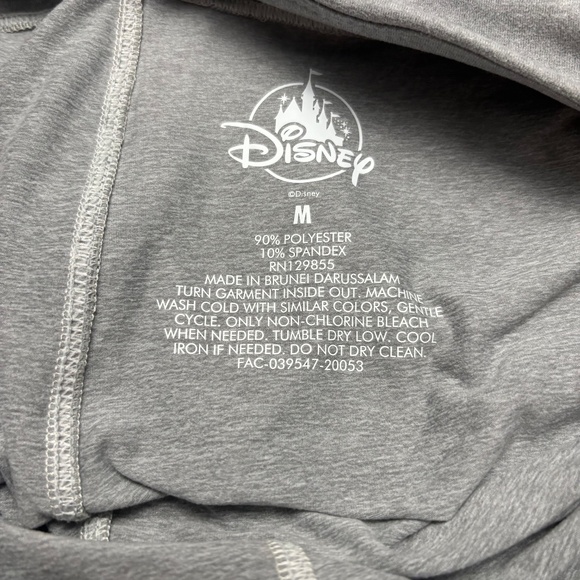 Disney
©Disney
M
90% POLYESTER
10% SPANDEX
RN129855
MADE IN BRUNEI DARUSSALAM
TURN GARMENT INSIDE OUT. MACHINE
WASH COLD WITH SIMILAR COLORS, GENTLE
CYCLE. ONLY NON-CHLORINE BLEACH
WHEN NEEDED. TUMBLE DRY LOW. COOL
IRON IF NEEDED. DO NOT DRY CLEAN.
FAC-039547-20053